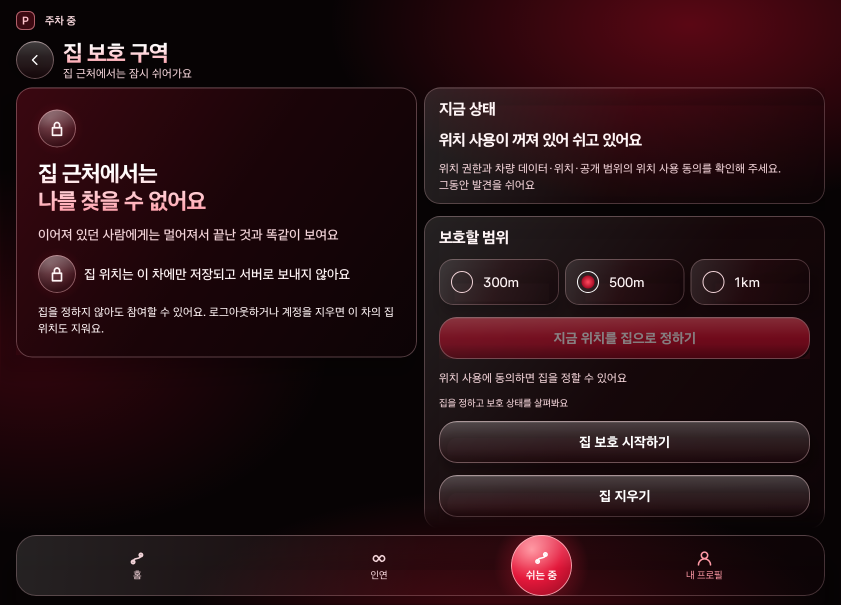 P 주차 중
집 보호 구역
집 근처에서는 잠시 쉬어가요
집 근처에서는
나를 찾을 수 없어요
이어져 있던 사람에게는 멀어져서 끝난 것과 똑같이 보여요
집 위치는 이 차에만 저장되고 서버로 보내지 않아요
집을 정하지 않아도 참여할 수 있어요. 로그아웃하거나 계정을 지우면 이 차의 집
위치도 지워요.
지금 상태
위치 사용이 꺼져 있어 쉬고 있어요
위치 권한과 차량 데이터·위치·공개 범위의 위치 사용 동의를 확인해 주세요.
그동안 발견을 쉬어요
보호할 범위
300m
500m
1km
지금 위치를 집으로 정하기
위치 사용에 동의하면 집을 정할 수 있어요
집을 정하고 보호 상태를 살펴봐요
집 보호 시작하기
집 지우기
홈
인연
쉬는 중
내 프로필